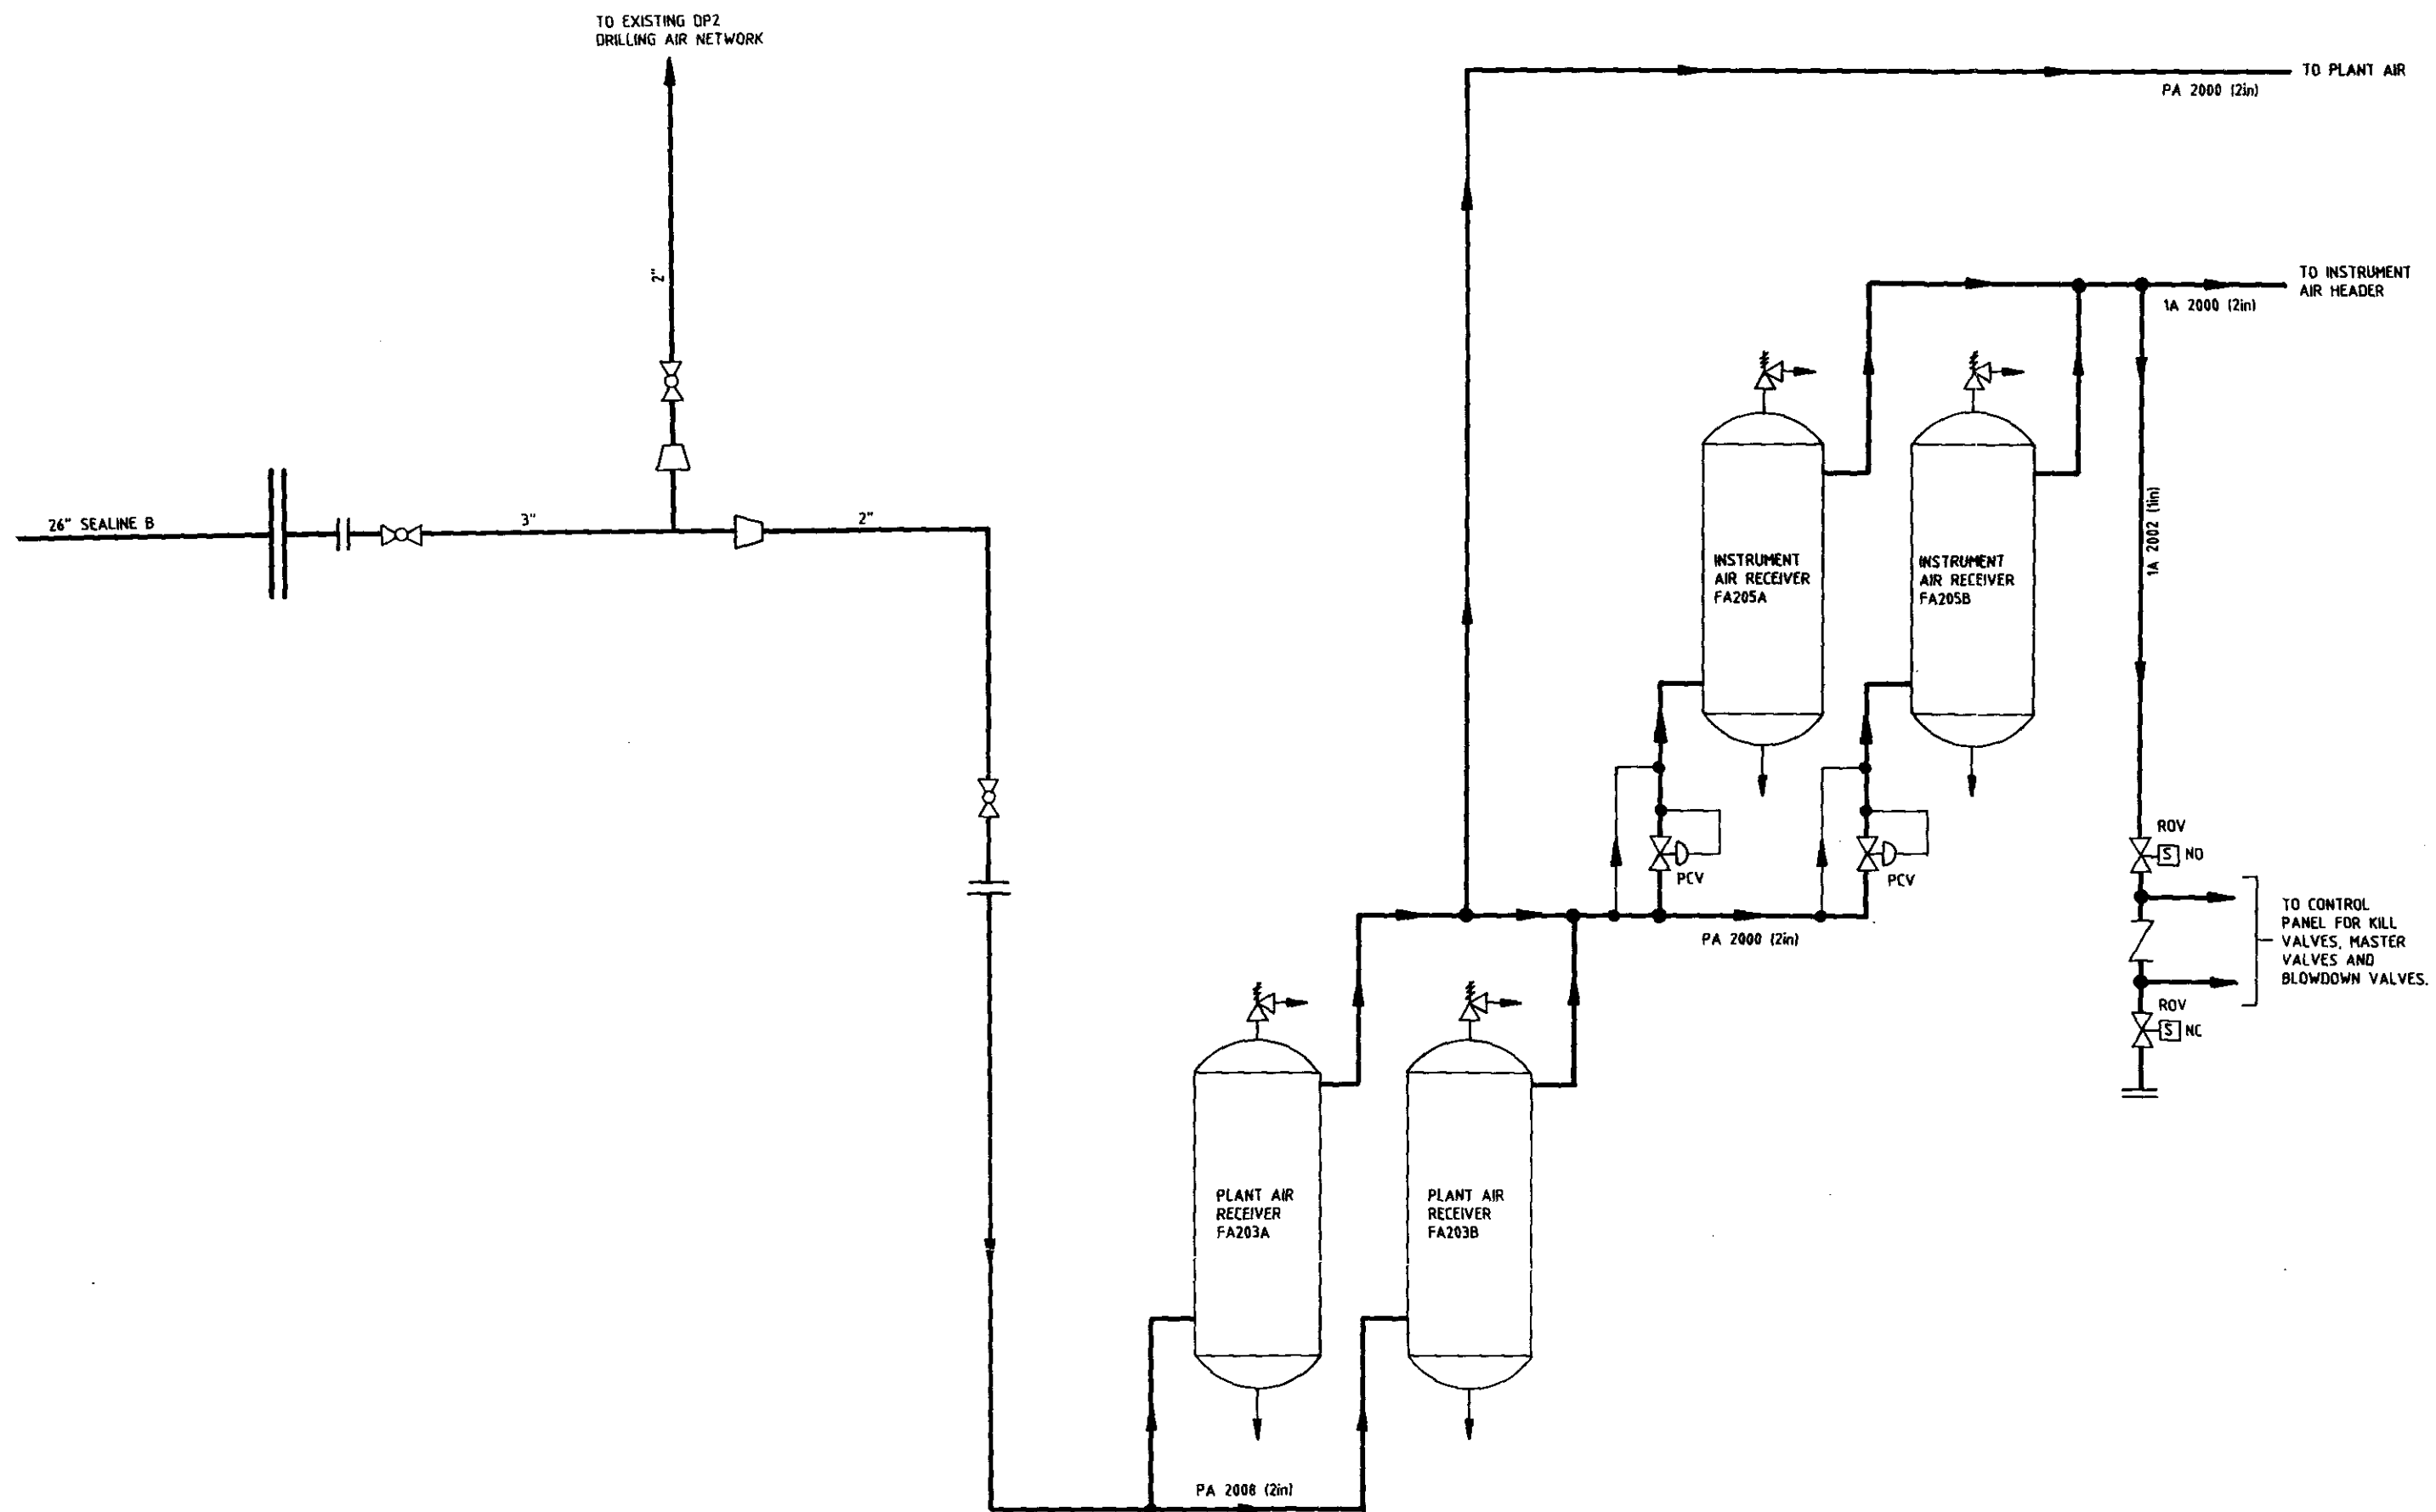 TO EXISTING DP2
DRILLING AIR NETWORK
TO PLANT AIR
PA 2000 (2in)
2"
TO INSTRUMENT
AIR HEADER
1A 2000 (2in)
26" SEALINE B
3"
2"
1A 2002 (1in)
INSTRUMENT
AIR RECEIVER
FA205A
INSTRUMENT
AIR RECEIVER
FA205B
ROV
S NO
PCV
PCV
TO CONTROL
PANEL FOR KILL
VALVES, MASTER
VALVES AND
BLOWDOWN VALVES.
PA 2000 (2in)
ROV
S NC
PLANT AIR
RECEIVER
FA203A
PLANT AIR
RECEIVER
FA203B
PA 2008 (2in)